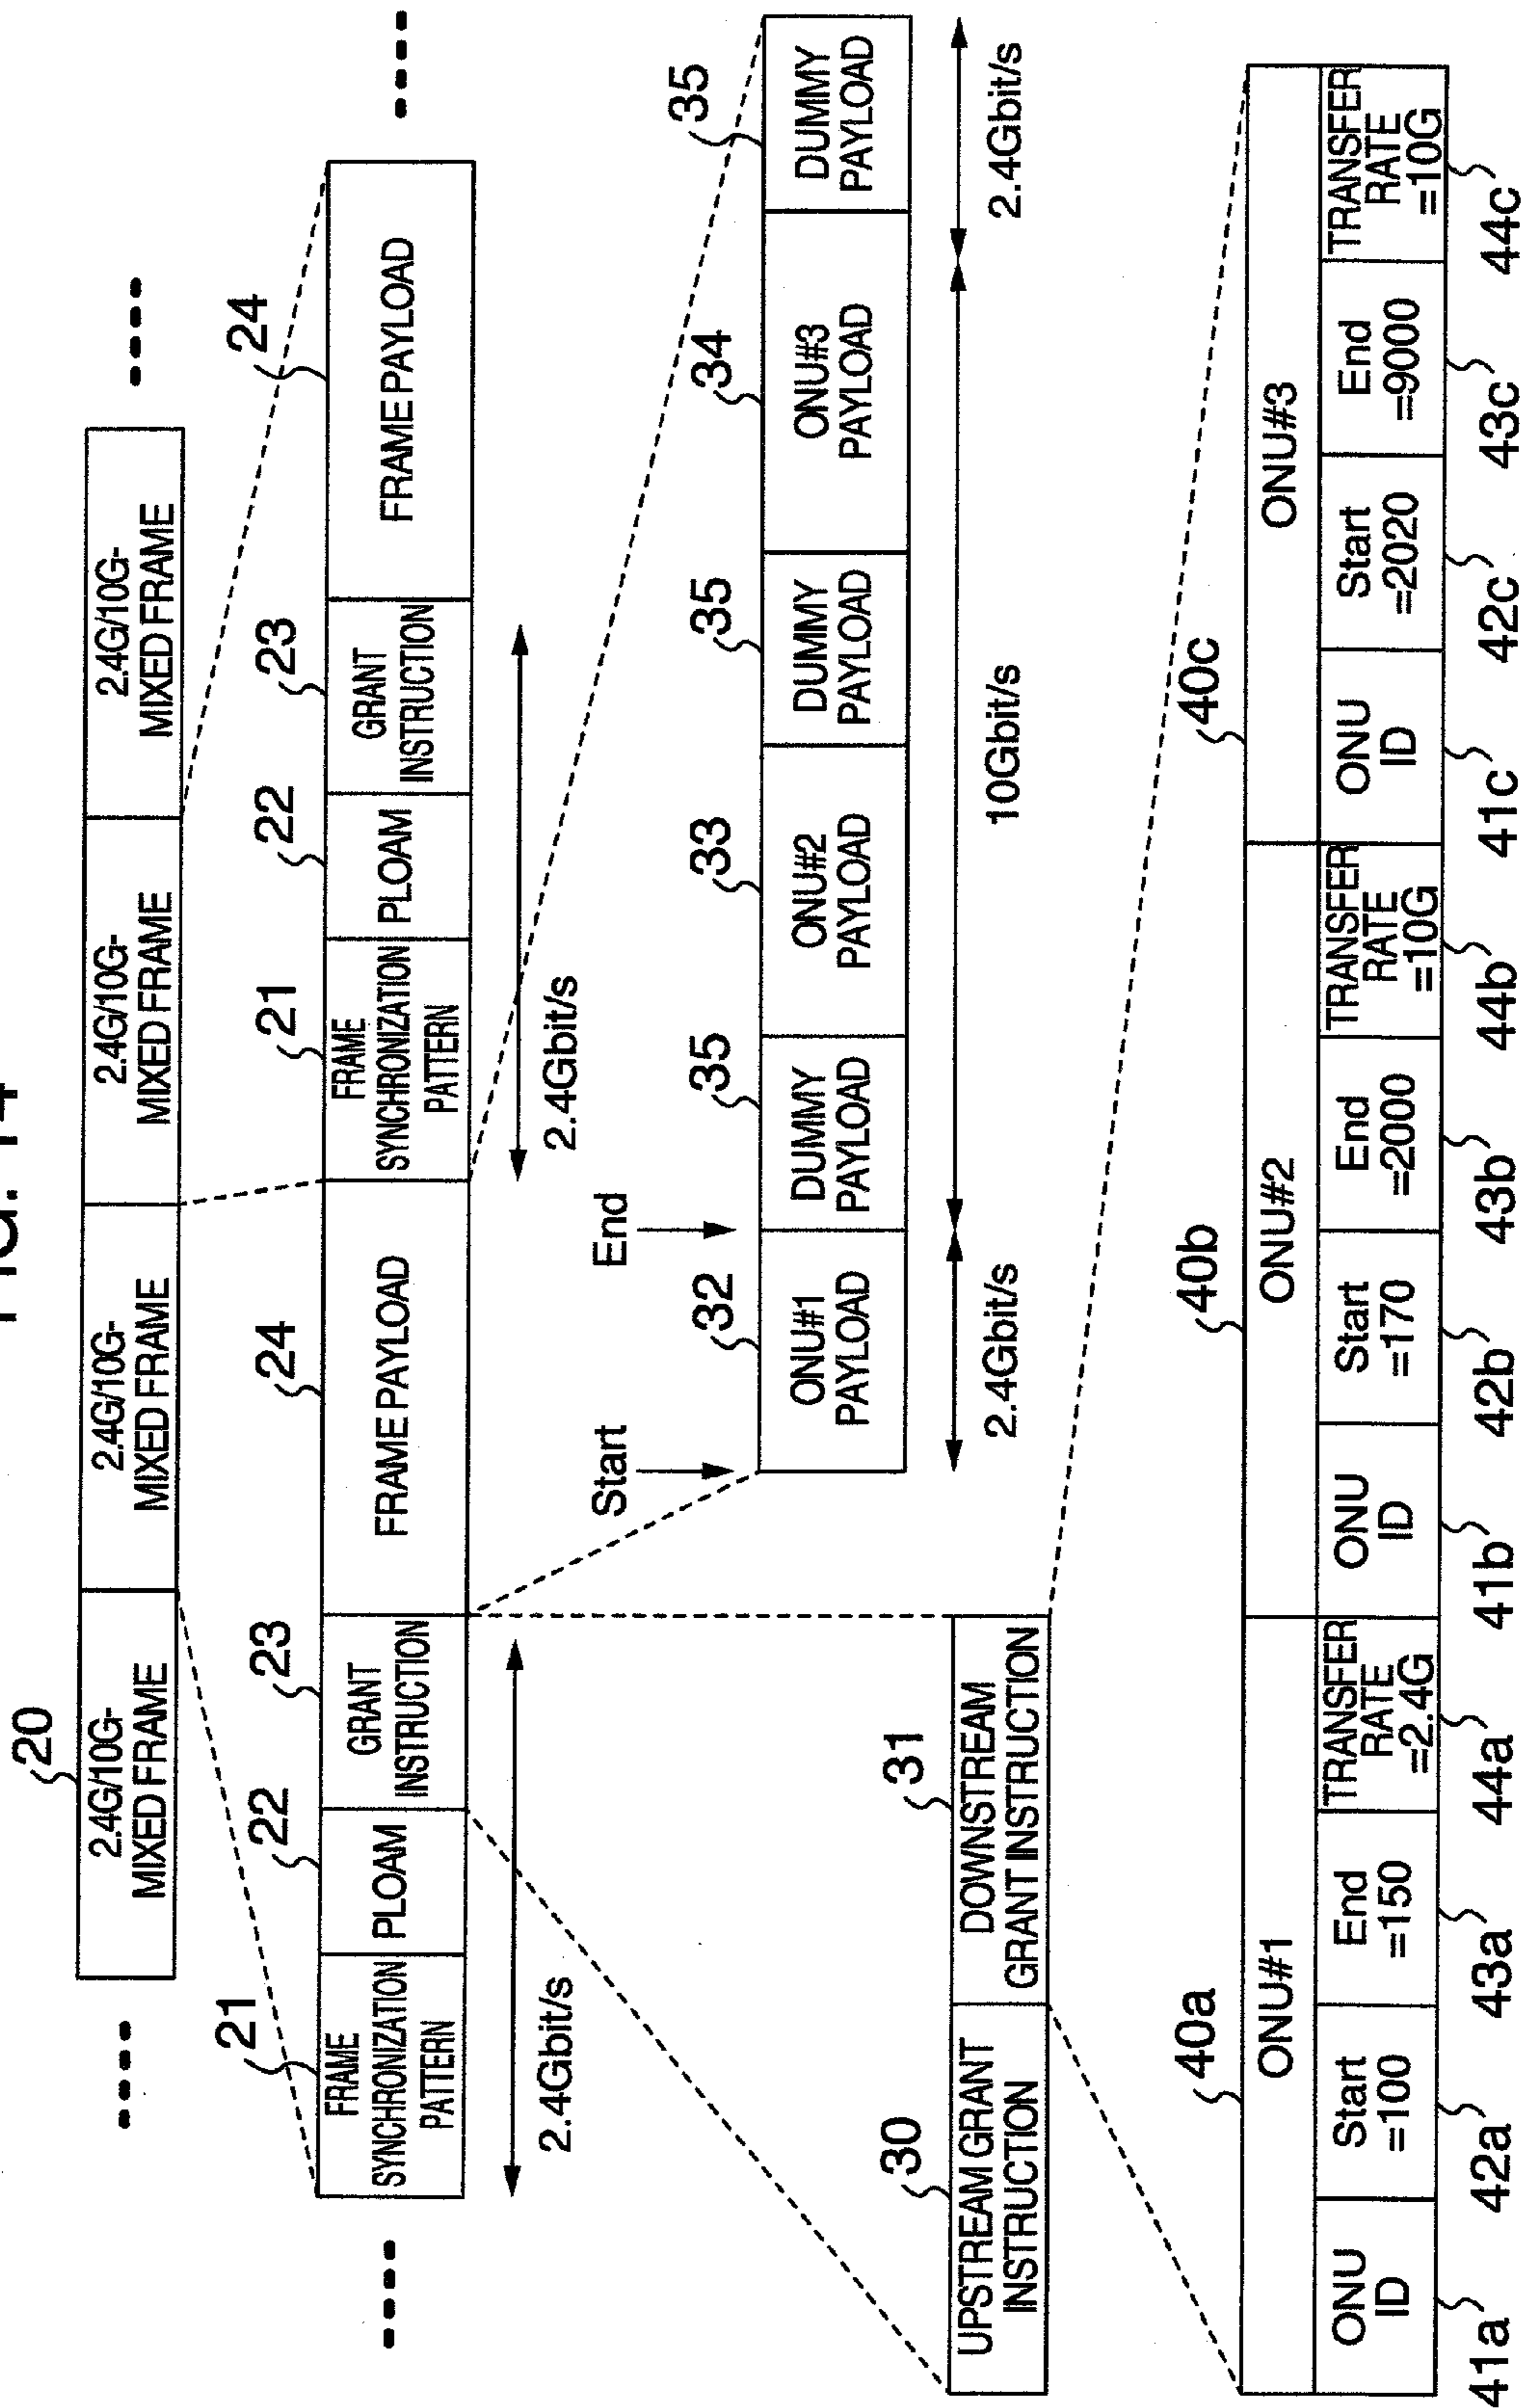 20
2.4G/10G-
MIXED FRAME
2.4G/10G-
MIXED FRAME
2.4G/10G-
MIXED FRAME
2.4G/10G-
MIXED FRAME
21
22
23
24
21
22
23
24
FRAME
SYNCHRONIZATION
PATTERN
PLOAM
GRANT
INSTRUCTION
FRAME PAYLOAD
FRAME
SYNCHRONIZATION
PATTERN
PLOAM
GRANT
INSTRUCTION
FRAME PAYLOAD
2.4Gbit/s
2.4Gbit/s
Start
End
32
35
33
35
34
35
ONU#1
PAYLOAD
DUMMY
PAYLOAD
ONU#2
PAYLOAD
DUMMY
PAYLOAD
ONU#3
PAYLOAD
DUMMY
PAYLOAD
2.4Gbit/s
10Gbit/s
2.4Gbit/s
30
31
UPSTREAM GRANT
INSTRUCTION
DOWNSTREAM
GRANT INSTRUCTION
40a
40b
40c
ONU#1
ONU#2
ONU#3
ONU
ID
Start
=100
End
=150
TRANSFER
RATE
=2.4G
ONU
ID
Start
=170
End
=2000
TRANSFER
RATE
=10G
ONU
ID
Start
=2020
End
=9000
TRANSFER
RATE
=10G
41a
42a
43a
44a
41b
42b
43b
44b
41c
42c
43c
44c